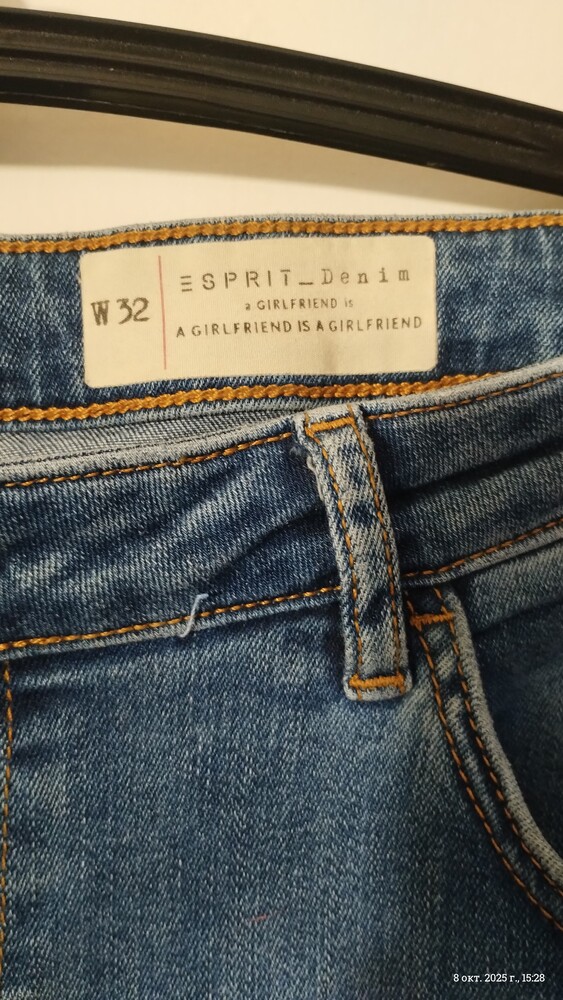 W 32
ESPRIT_Denim
a GIRLFRIEND is
A GIRLFRIEND IS A GIRLFRIEND
8 окт. 2025 г., 15:28